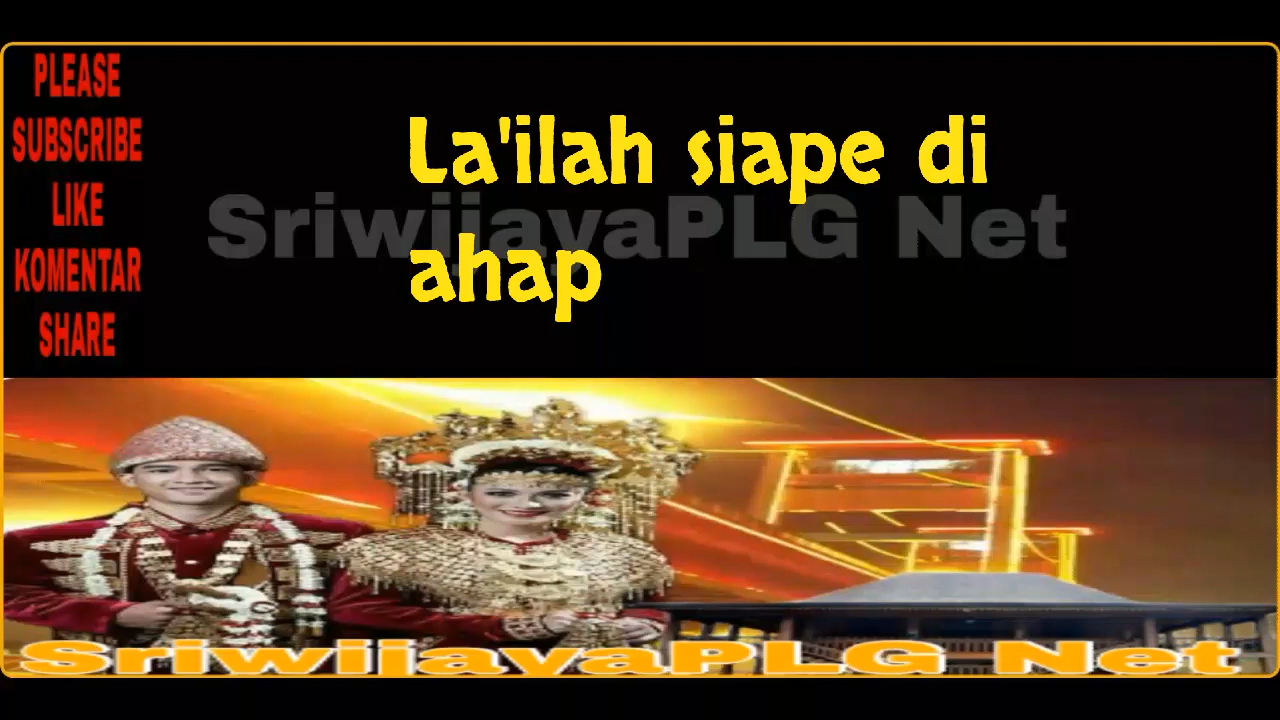 PLEASE
SUBSCRIBE
LIKE
KOMENTAR
SHARE
La'ilah siape di
ahap
SriwijayaPLG Net
SriwijayaPLG Net